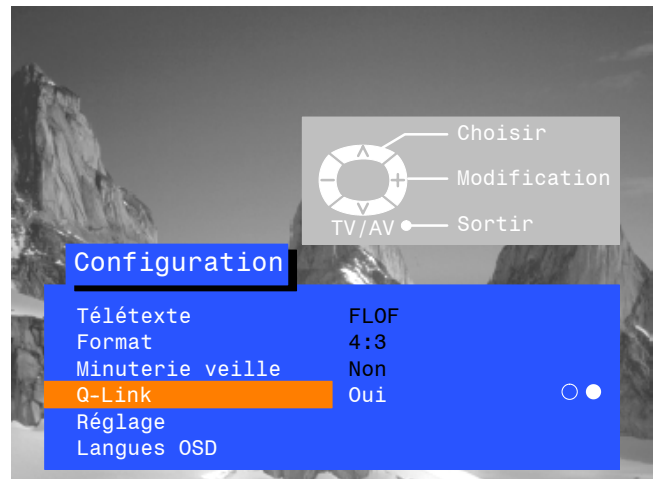 Choisir
− + Modification
TV/AV Sortir
Configuration
Télétexte FLOF
Format 4:3
Minuterie veille Non
Q-Link Oui
Réglage
Langues OSD